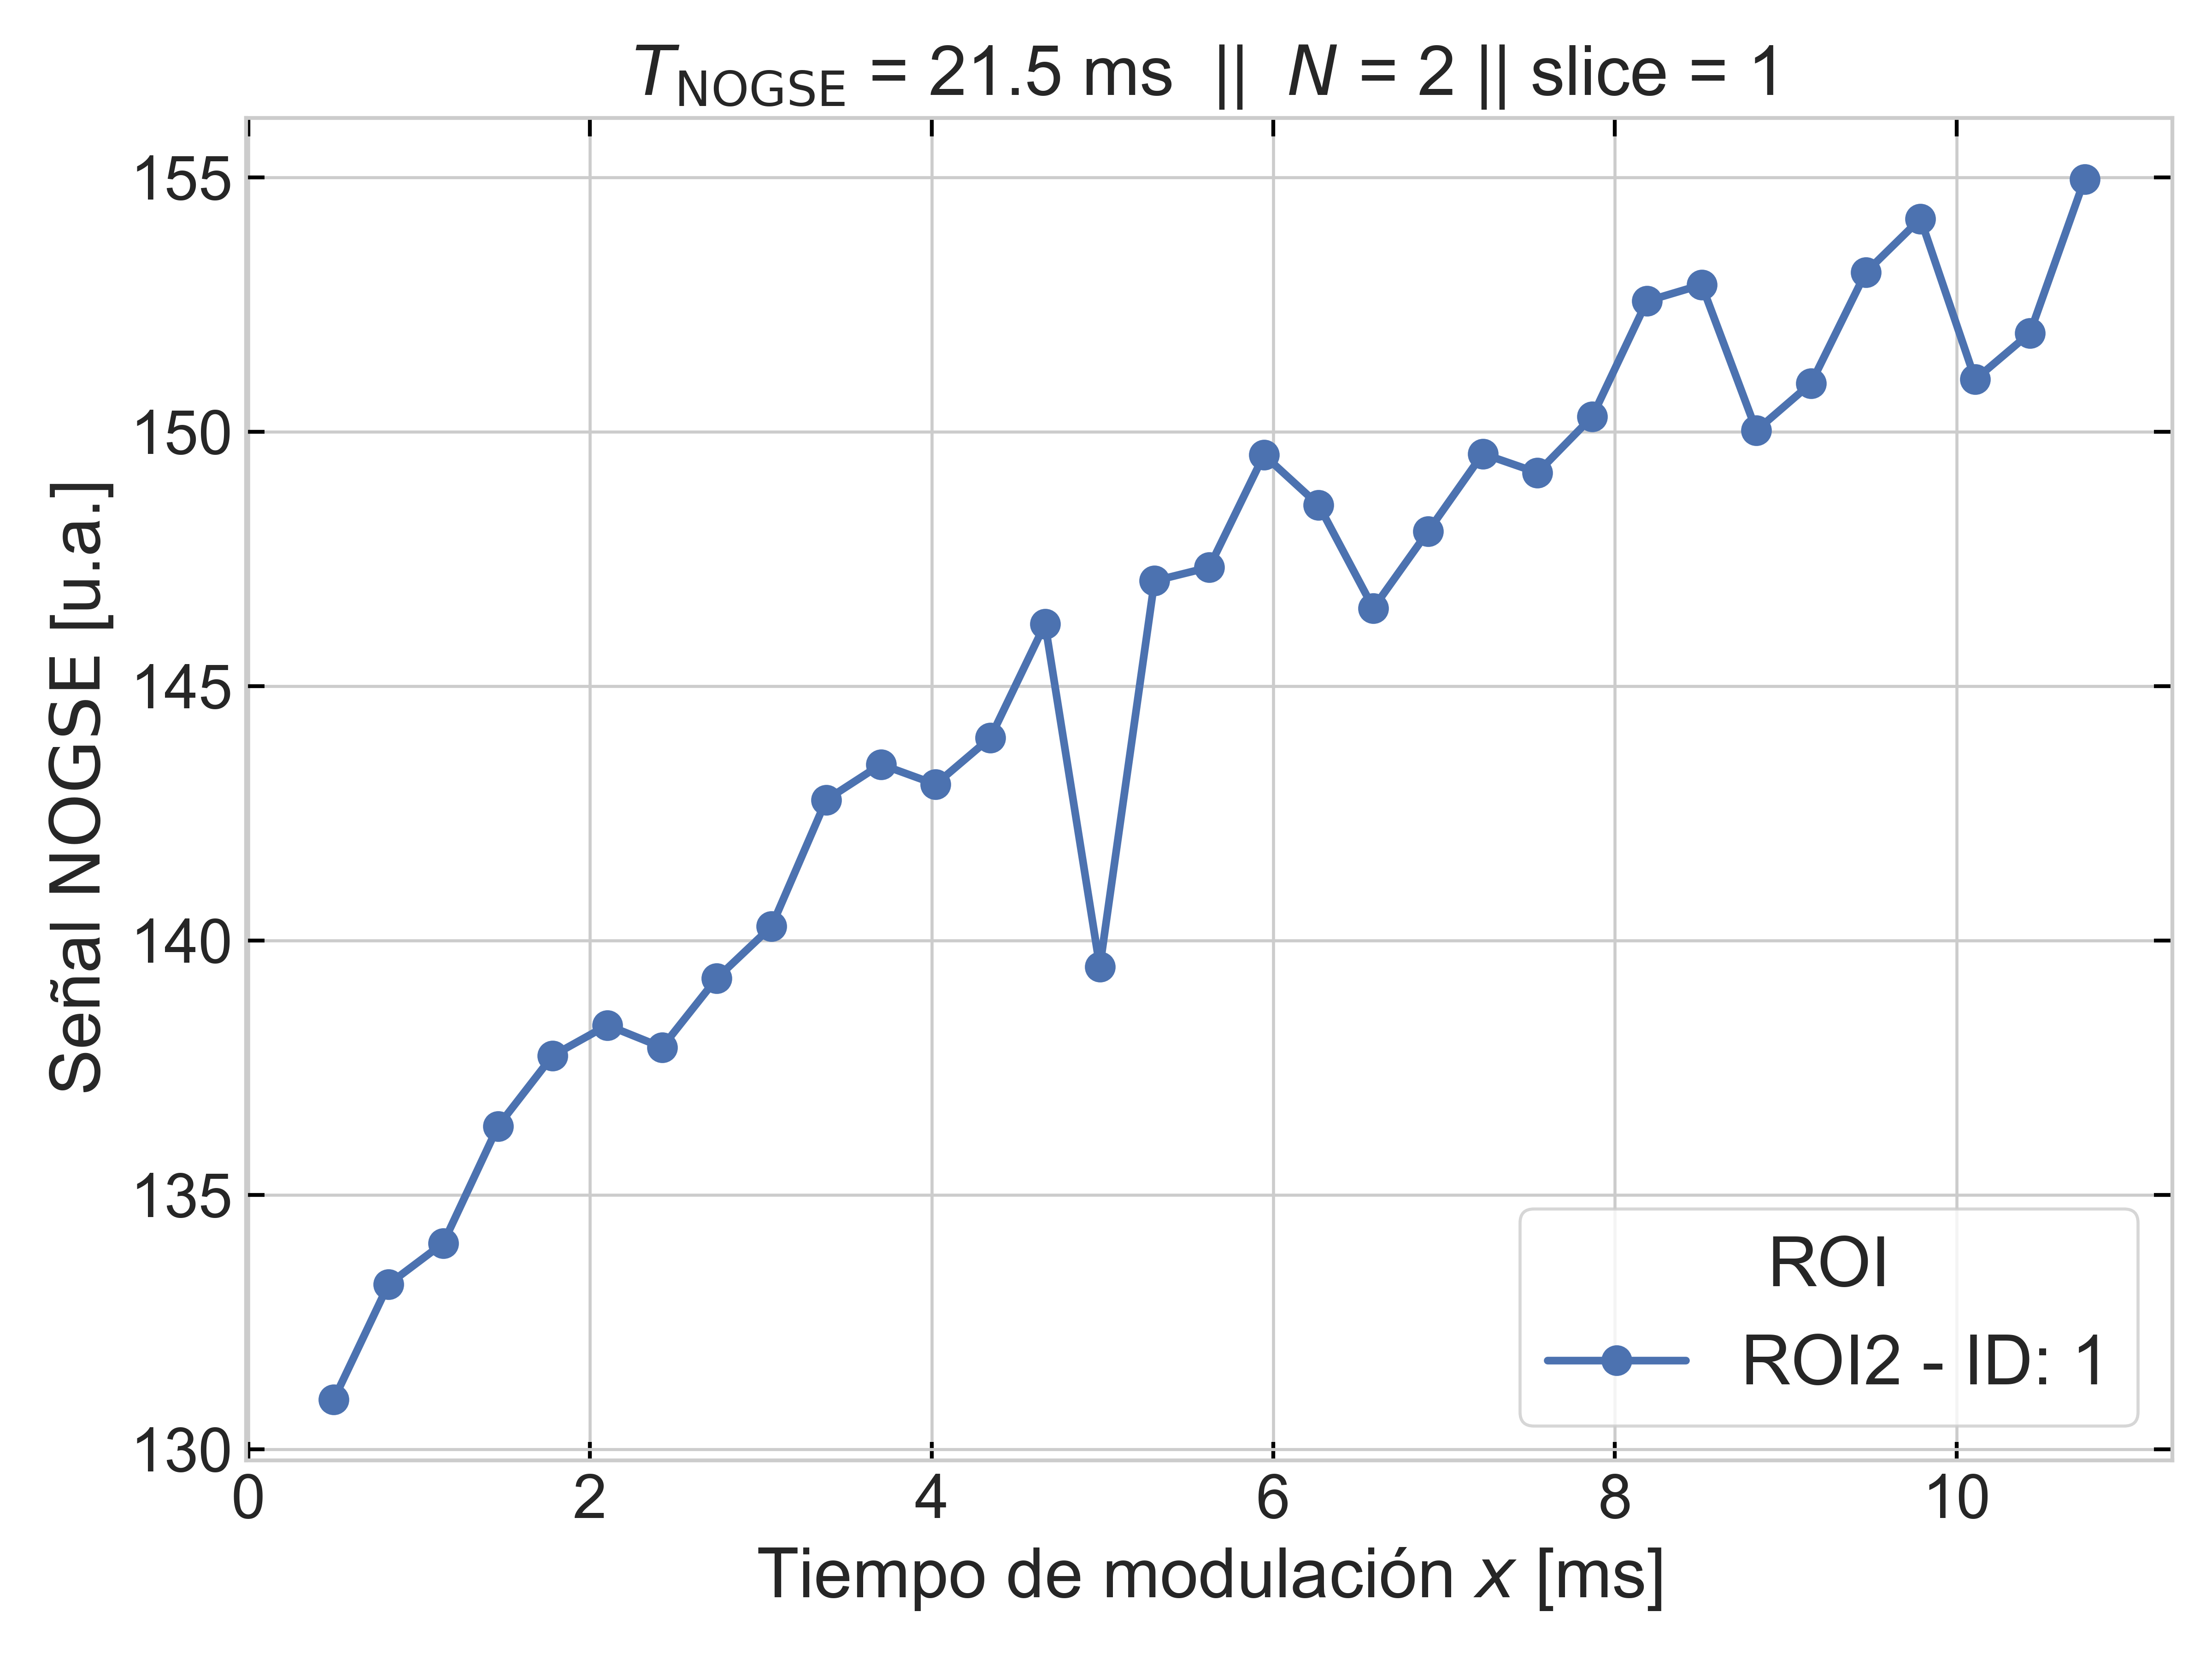 T_NOGSE = 21.5 ms || N = 2 || slice = 1
155
150
145
140
135
130
Señal NOGSE [u.a.]
0 2 4 6 8 10
Tiempo de modulación x [ms]
ROI
ROI2 - ID: 1